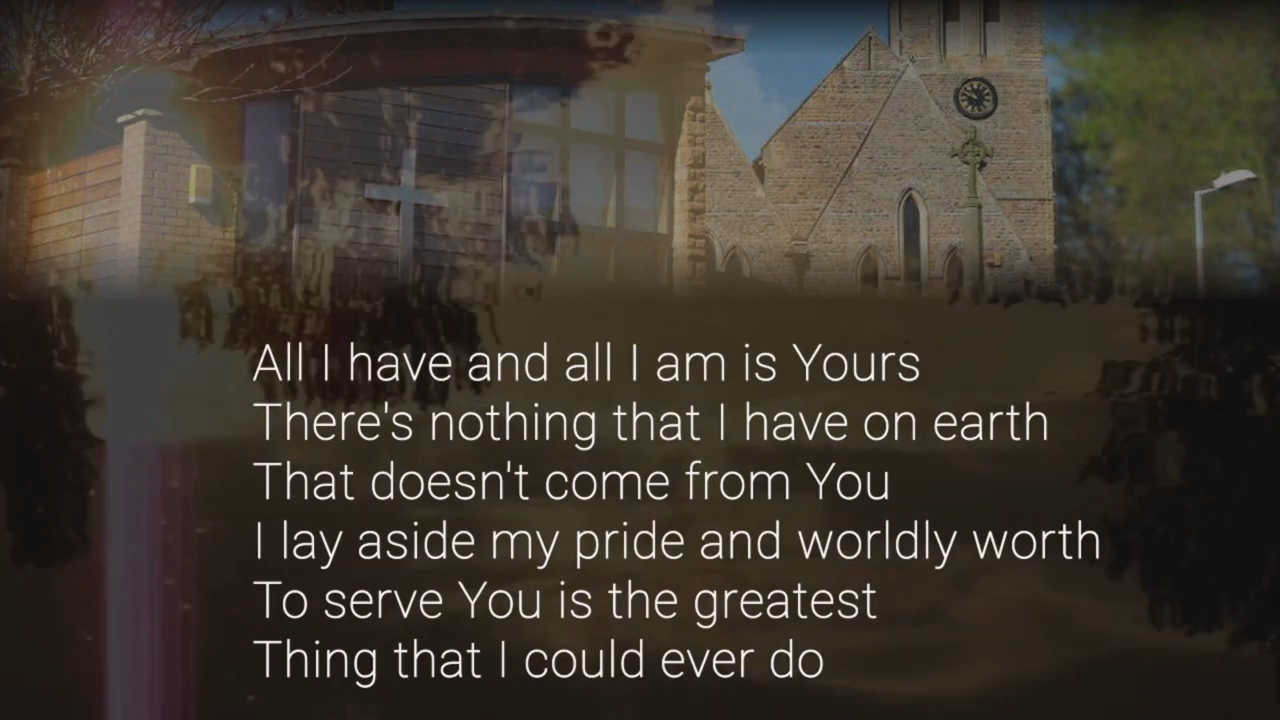 All I have and all I am is Yours
There's nothing that I have on earth
That doesn't come from You
I lay aside my pride and worldly worth
To serve You is the greatest
Thing that I could ever do